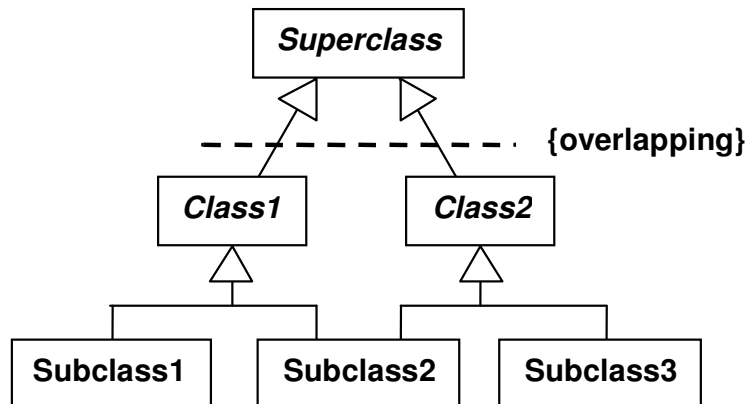 Superclass
{overlapping}
Class1
Class2
Subclass1
Subclass2
Subclass3